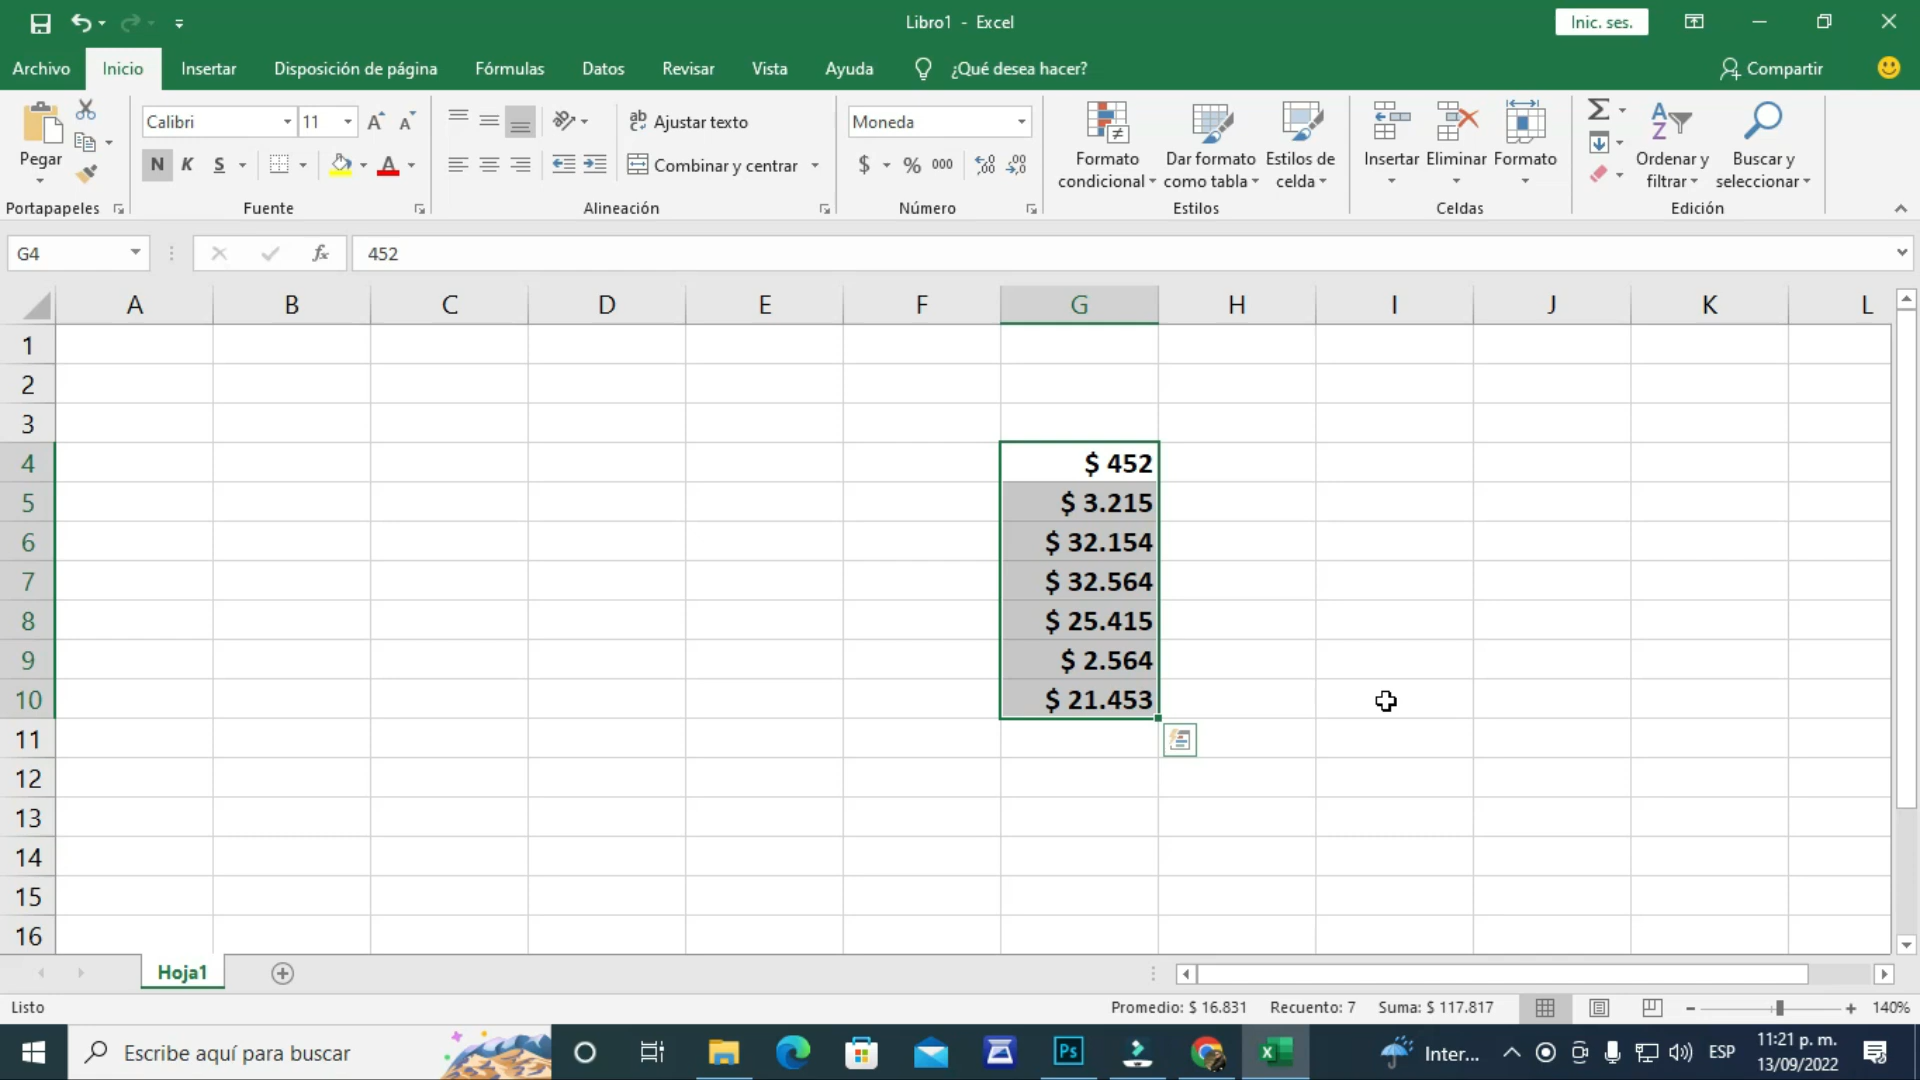 Libro1 - Excel
Inic. ses.
Archivo Inicio Insertar Disposición de página Fórmulas Datos Revisar Vista Ayuda ¿Qué desea hacer? Compartir
Pegar
Calibri 11
Ajustar texto
Moneda
N K S A
Combinar y centrar
$ % 000
Formato condicional
Dar formato como tabla
Estilos de celda
Insertar Eliminar Formato
Ordenar y filtrar
Buscar y seleccionar
Portapapeles Fuente Alineación Número Estilos Celdas Edición
G4 fx 452
A B C D E F G H I J K L
1
2
3
4 $ 452
5 $ 3.215
6 $ 32.154
7 $ 32.564
8 $ 25.415
9 $ 2.564
10 $ 21.453
11
12
13
14
15
16
Hoja1
Listo Promedio: $ 16.831 Recuento: 7 Suma: $ 117.817 140%
Escribe aquí para buscar Ps Inter... ESP 11:21 p. m.
13/09/2022